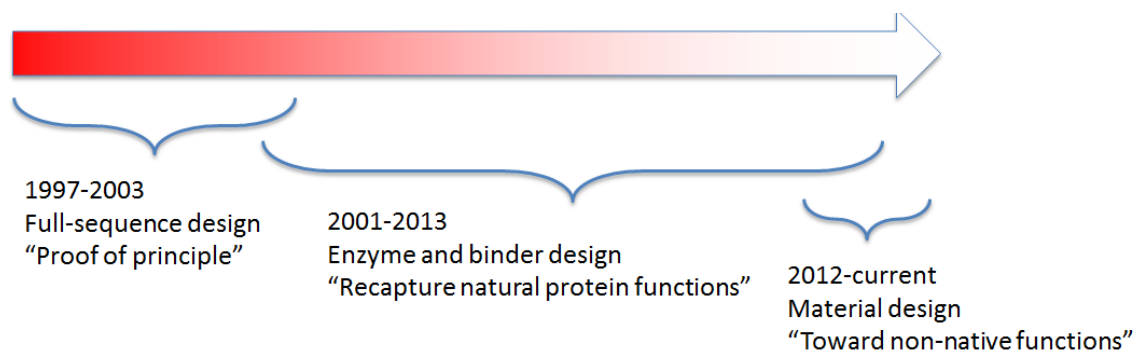 1997-2003
Full-sequence design
“Proof of principle”
2001-2013
Enzyme and binder design
“Recapture natural protein functions”
2012-current
Material design
“Toward non-native functions”